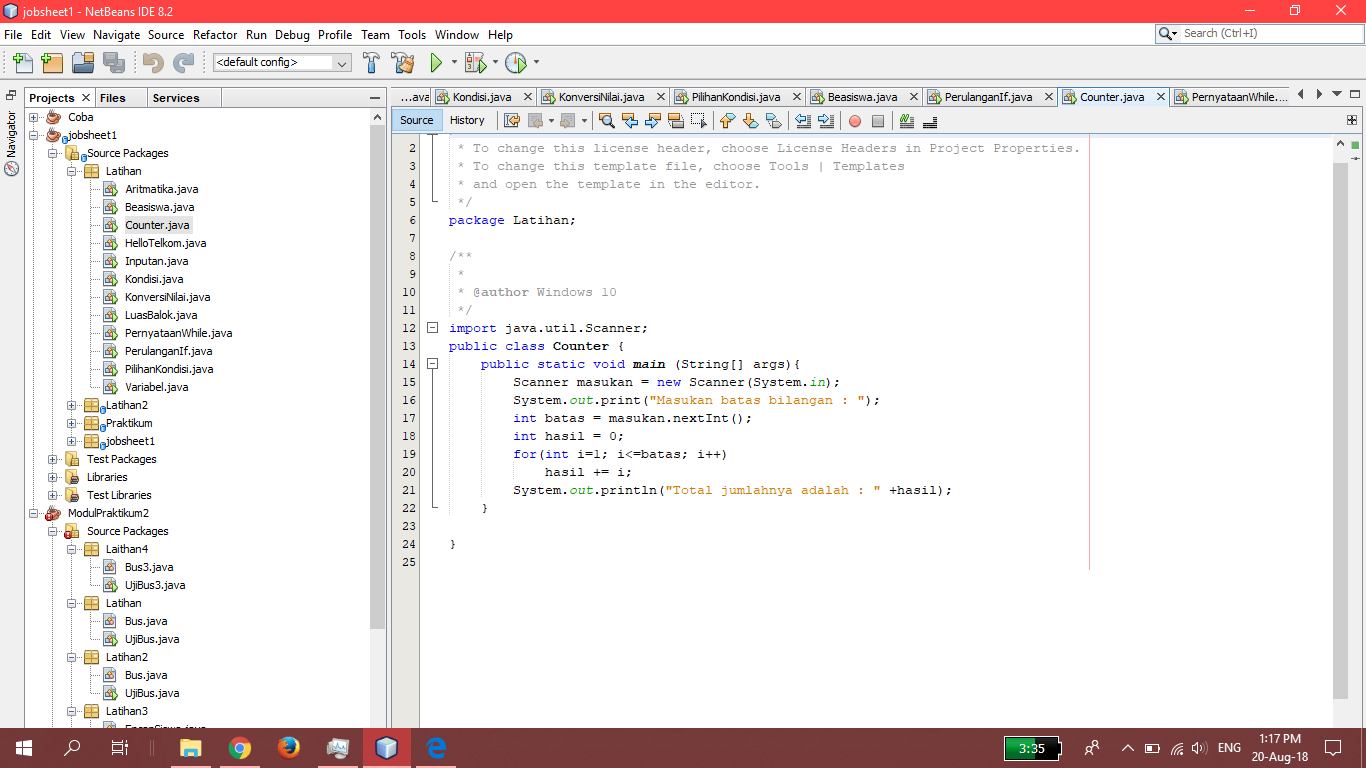 jobsheet1 - NetBeans IDE 8.2
File Edit View Navigate Source Refactor Run Debug Profile Team Tools Window Help
Search (Ctrl+I)
<default config>
Projects Files Services
Navigator
Coba
jobsheet1
Source Packages
Latihan
Aritmatika.java
Beasiswa.java
Counter.java
HelloTelkom.java
Inputan.java
Kondisi.java
KonversiNilai.java
LuasBalok.java
PernyataanWhile.java
PerulanganIf.java
PilihanKondisi.java
Variabel.java
Latihan2
Praktikum
jobsheet1
Test Packages
Libraries
Test Libraries
ModulPraktikum2
Source Packages
Laithan4
Bus3.java
UjiBus3.java
Latihan
Bus.java
UjiBus.java
Latihan2
Bus.java
UjiBus.java
Latihan3
...ava Kondisi.java KonversiNilai.java PilihanKondisi.java Beasiswa.java PerulanganIf.java Counter.java PernyataanWhile....
Source History
2 * To change this license header, choose License Headers in Project Properties.
3 * To change this template file, choose Tools | Templates
4 * and open the template in the editor.
5 */
6 package Latihan;
7
8 /**
9 *
10 * @author Windows 10
11 */
12 import java.util.Scanner;
13 public class Counter {
14 public static void main (String[] args){
15 Scanner masukan = new Scanner(System.in);
16 System.out.print("Masukan batas bilangan : ");
17 int batas = masukan.nextInt();
18 int hasil = 0;
19 for(int i=1; i<=batas; i++)
20 hasil += i;
21 System.out.println("Total jumlahnya adalah : " +hasil);
22 }
23
24 }
25
3:35
ENG
1:17 PM
20-Aug-18